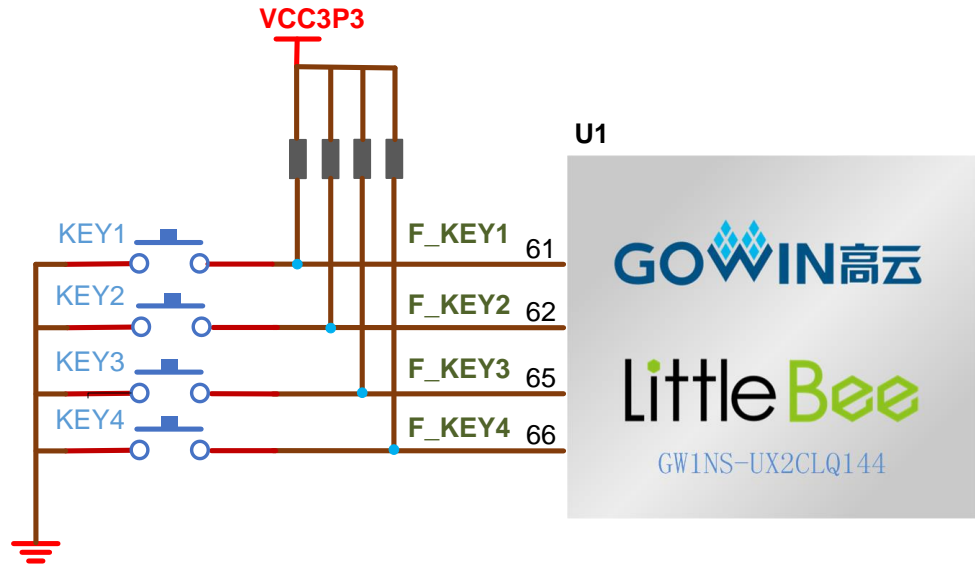 VCC3P3
U1
KEY1
F_KEY1
61
KEY2
F_KEY2
62
KEY3
F_KEY3
65
KEY4
F_KEY4
66
GOWIN高云
LittleBee
GW1NS-UX2CLQ144